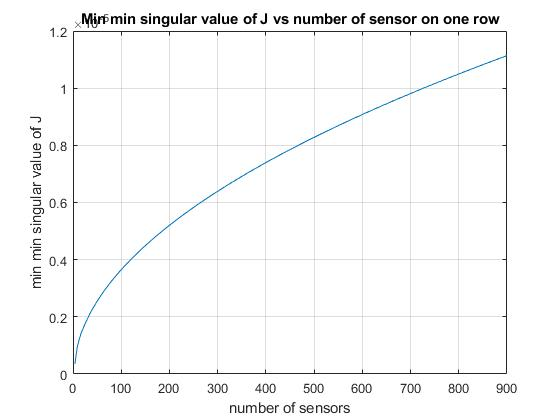 Min min singular value of J vs number of sensor on one row
1.2
1
0.8
0.6
0.4
0.2
0
0 100 200 300 400 500 600 700 800 900
min min singular value of J
number of sensors